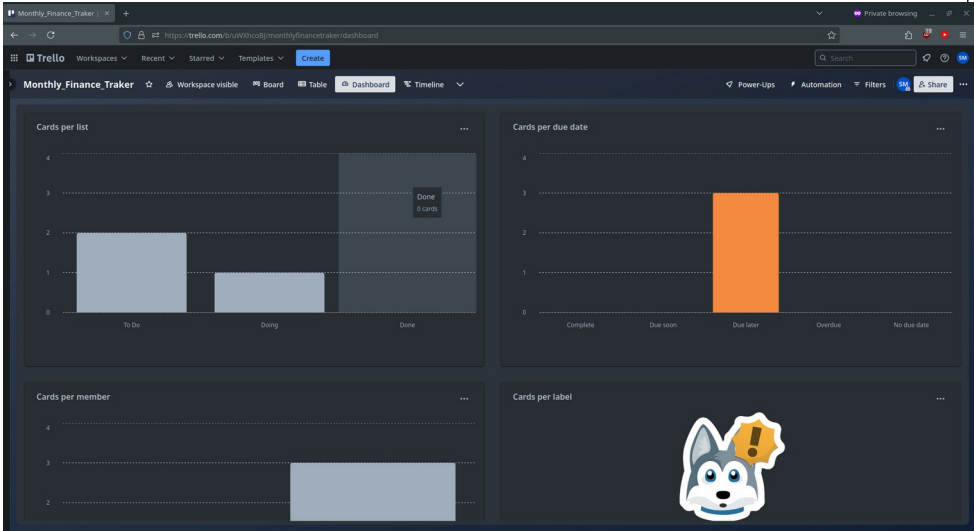 Monthly_Finance_Traker |
Private browsing
https://trello.com/b/uWXhcoBJ/monthlyfinancetraker/dashboard
Trello Workspaces Recent Starred Templates Create Search SM
Monthly_Finance_Traker Workspace visible Board Table Dashboard Timeline Power-Ups Automation Filters SM Share
Cards per list
4
3
2
1
0
Done
0 cards
To Do Doing Done
Cards per due date
4
3
2
1
0
Complete Due soon Due later Overdue No due date
Cards per member
4
3
2
Cards per label